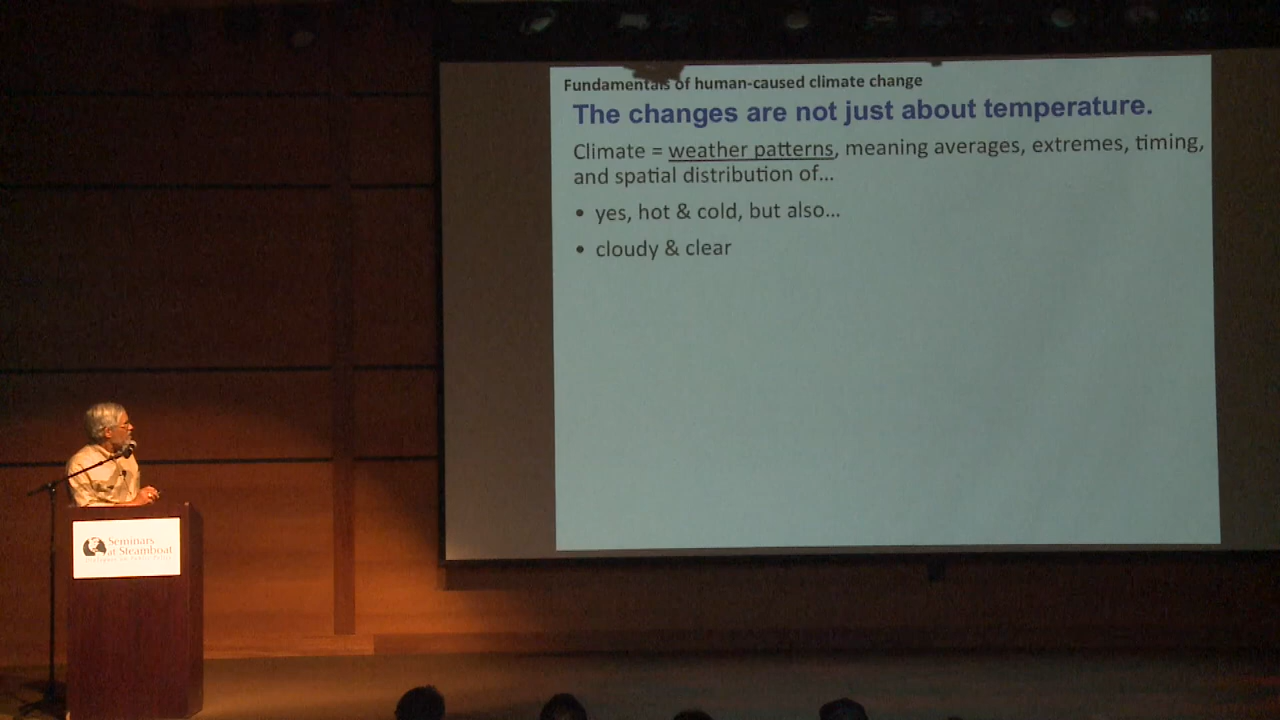 Fundamentals of human-caused climate change
The changes are not just about temperature.
Climate = weather patterns, meaning averages, extremes, timing,
and spatial distribution of...
• yes, hot & cold, but also...
• cloudy & clear
Seminars
at Steamboat